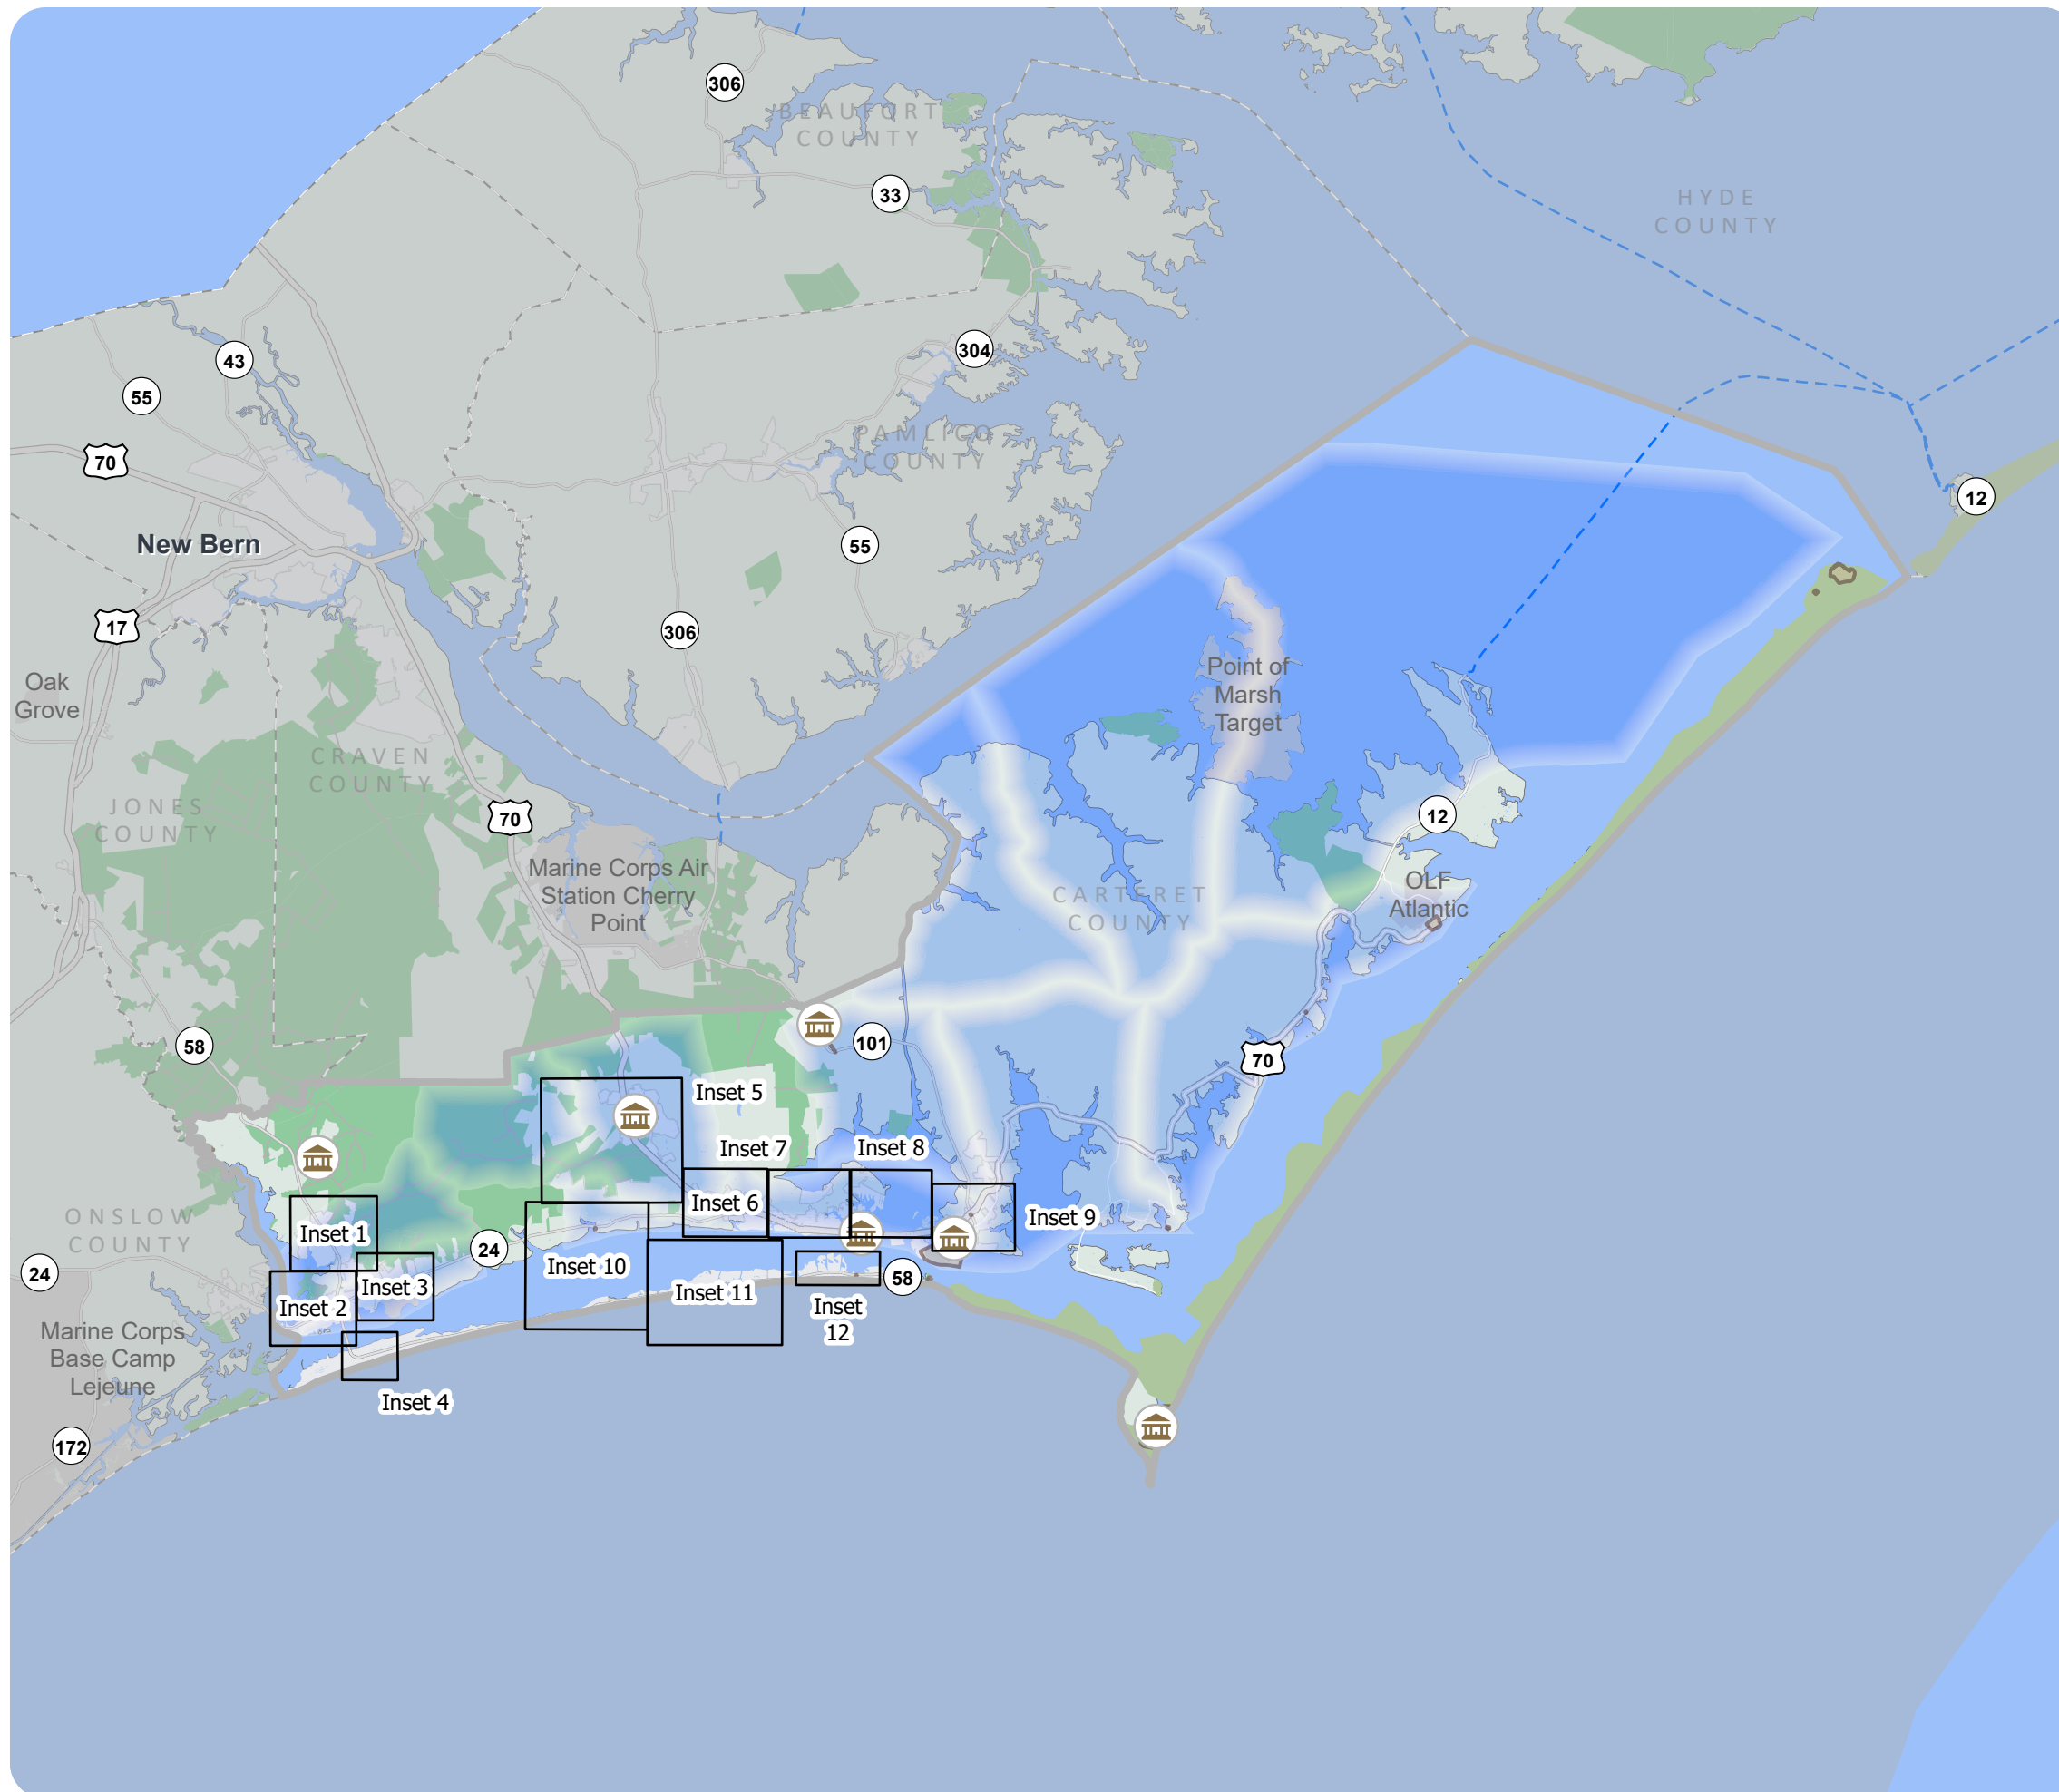 306
BEAUFORT
COUNTY
33
HYDE
COUNTY
304
43
55
70
PAMLICO
COUNTY
12
New Bern
55
17
306
Oak
Grove
Point of
Marsh
Target
CRAVEN
COUNTY
JONES
COUNTY
70
12
Marine Corps Air
Station Cherry
Point
CARTERET
COUNTY
OLF
Atlantic
58
101
70
Inset 5
Inset 7
Inset 8
Inset 6
Inset 9
ONSLOW
COUNTY
Inset 1
24
24
Inset 10
58
Inset 3
Inset 2
Inset 11
Inset
12
Marine Corps
Base Camp
Lejeune
Inset 4
172